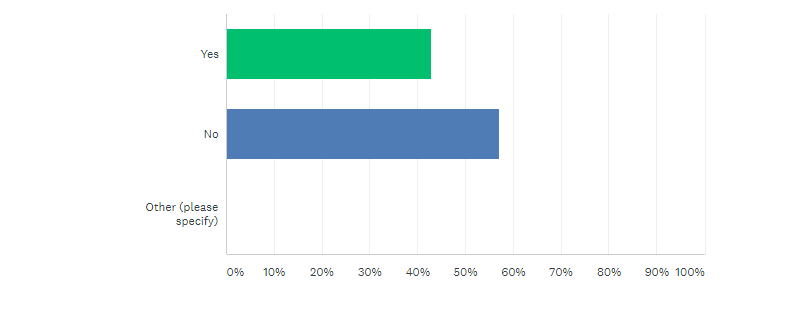 Yes
No
Other (please
specify)
0% 10% 20% 30% 40% 50% 60% 70% 80% 90% 100%